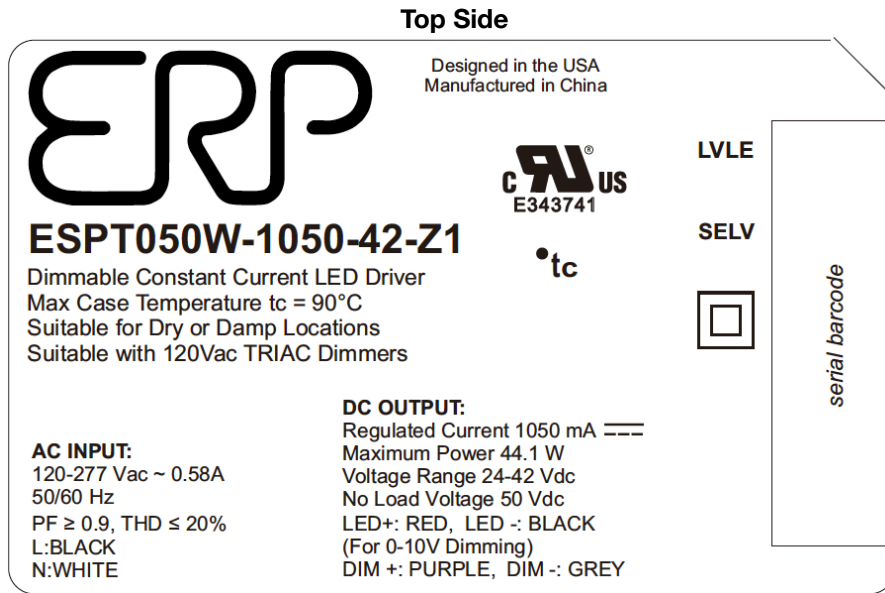 Top Side
ERP
Designed in the USA
Manufactured in China
C RU® US
E343741
LVLE
SELV
ESPT050W-1050-42-Z1
•tc
Dimmable Constant Current LED Driver
Max Case Temperature tc = 90°C
Suitable for Dry or Damp Locations
Suitable with 120Vac TRIAC Dimmers
serial barcode
AC INPUT:
120-277 Vac ~ 0.58A
50/60 Hz
PF ≥ 0.9, THD ≤ 20%
L:BLACK
N:WHITE
DC OUTPUT:
Regulated Current 1050 mA ⎓
Maximum Power 44.1 W
Voltage Range 24-42 Vdc
No Load Voltage 50 Vdc
LED+: RED, LED -: BLACK
(For 0-10V Dimming)
DIM +: PURPLE, DIM -: GREY